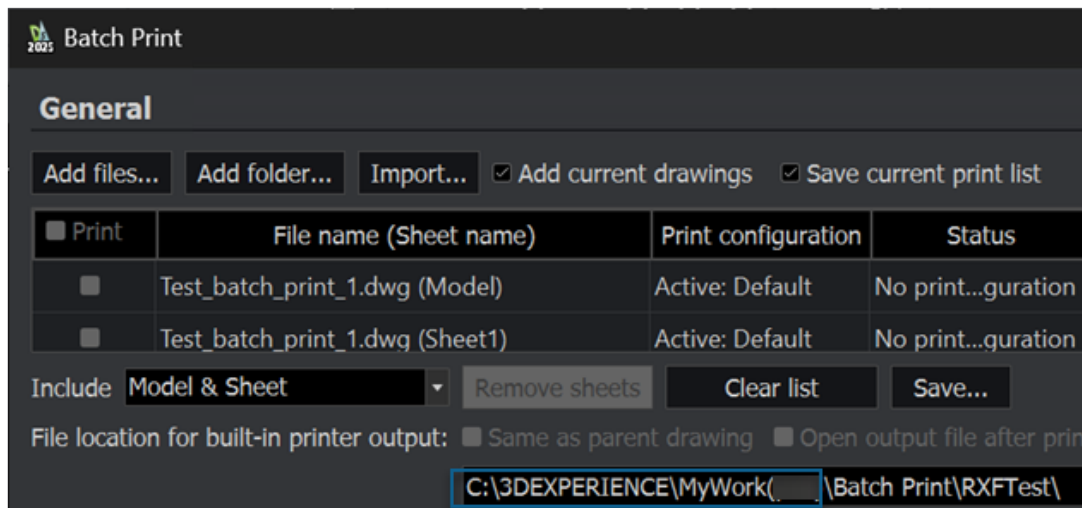 2025 Batch Print
General
Add files... Add folder... Import... Add current drawings Save current print list
Print File name (Sheet name) Print configuration Status
Test_batch_print_1.dwg (Model) Active: Default No print...guration
Test_batch_print_1.dwg (Sheet1) Active: Default No print...guration
Include Model & Sheet Remove sheets Clear list Save...
File location for built-in printer output: Same as parent drawing Open output file after
C:\3DEXPERIENCE\MyWork( \Batch Print\RXFTest\